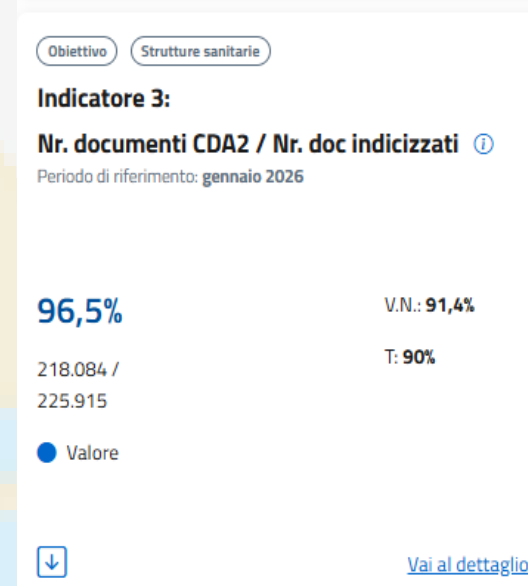 Obiettivo Strutture sanitarie
Indicatore 3:
Nr. documenti CDA2 / Nr. doc indicizzati
Periodo di riferimento: gennaio 2026
96,5%
V.N.: 91,4%
T: 90%
218.084 /
225.915
Valore
Vai al dettaglio